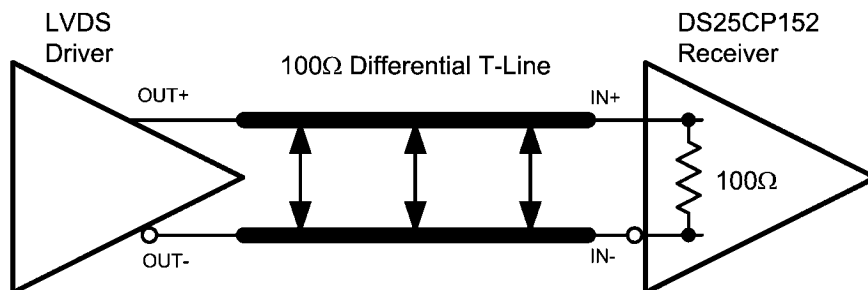 LVDS
Driver
DS25CP152
Receiver
100Ω Differential T-Line
OUT+
IN+
100Ω
OUT-
IN-